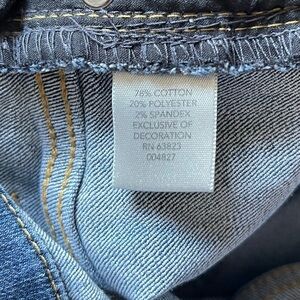 78% COTTON
20% POLYESTER
2% SPANDEX
EXCLUSIVE OF
DECORATION
RN 63823
004827